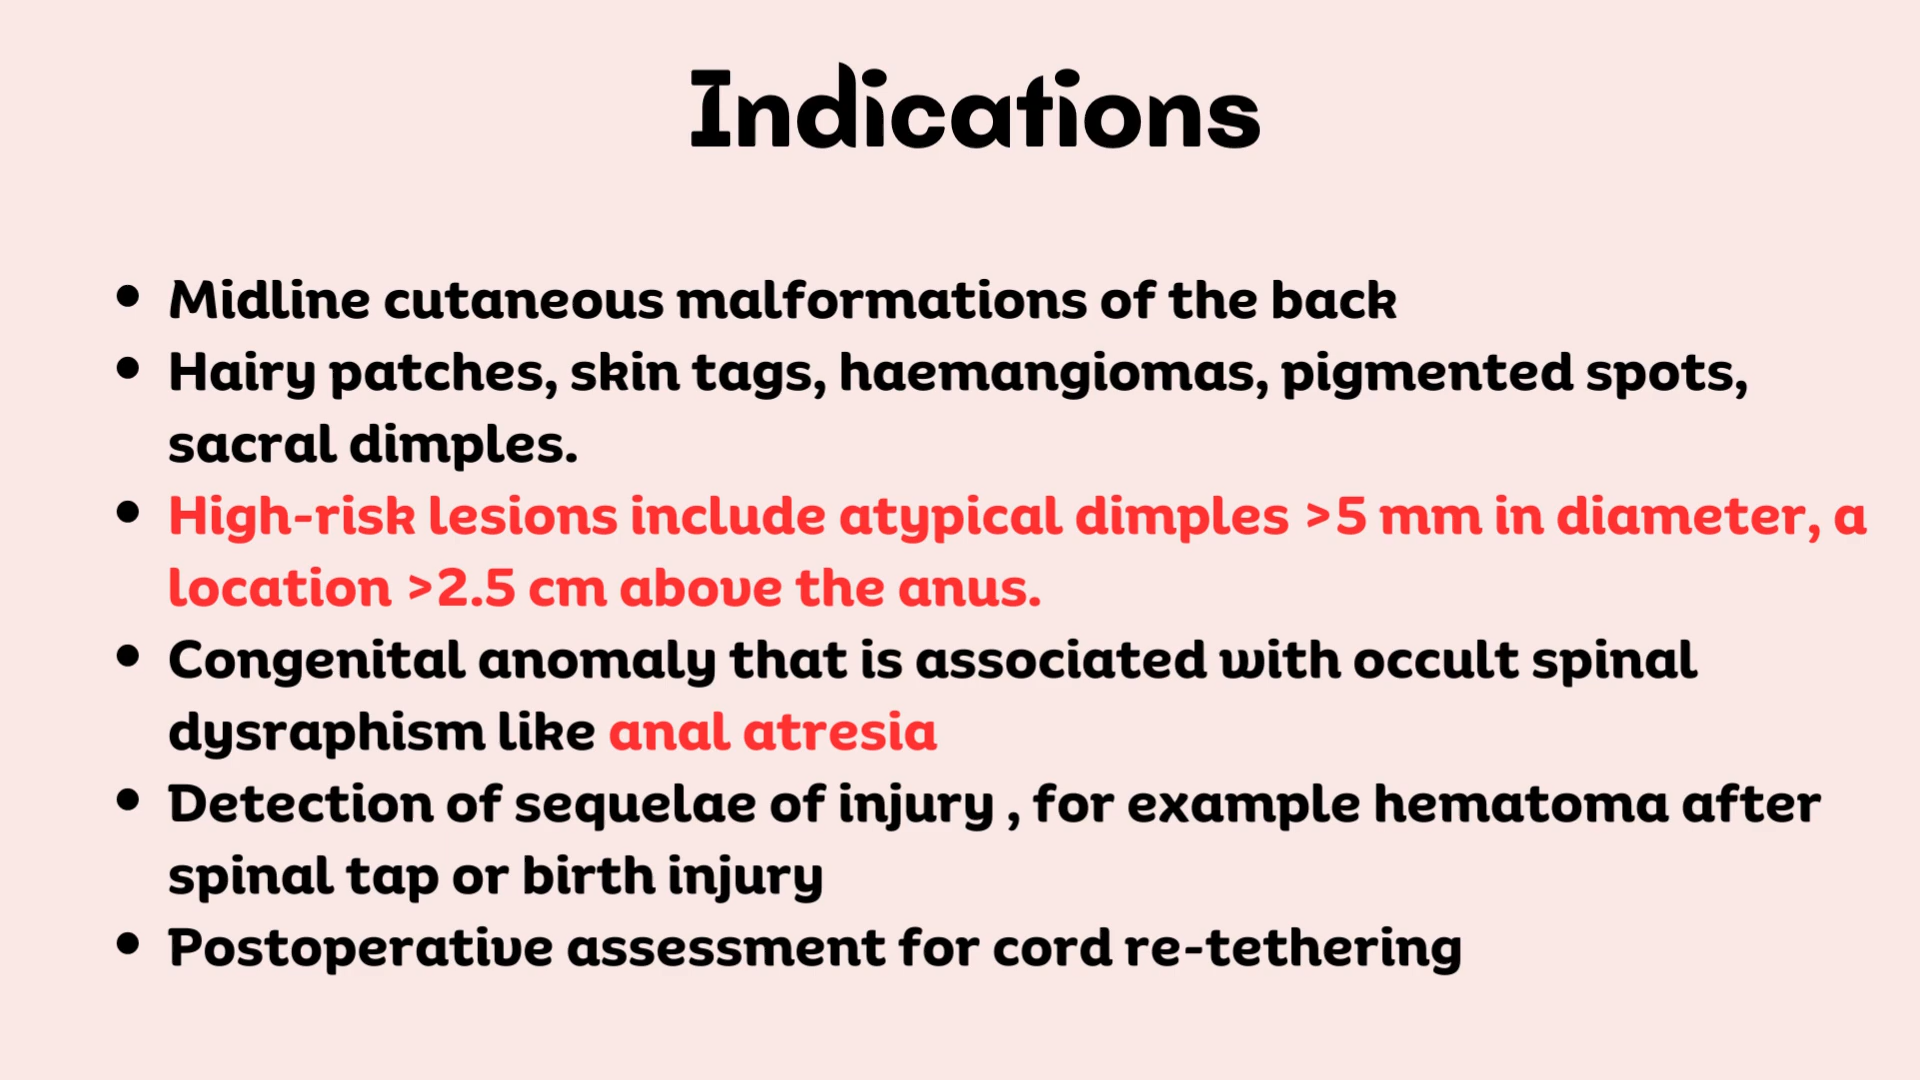 Indications
• Midline cutaneous malformations of the back
• Hairy patches, skin tags, haemangiomas, pigmented spots,
sacral dimples.
• High-risk lesions include atypical dimples >5 mm in diameter, a
location >2.5 cm above the anus.
• Congenital anomaly that is associated with occult spinal
dysraphism like anal atresia
• Detection of sequelae of injury , for example hematoma after
spinal tap or birth injury
• Postoperative assessment for cord re-tethering